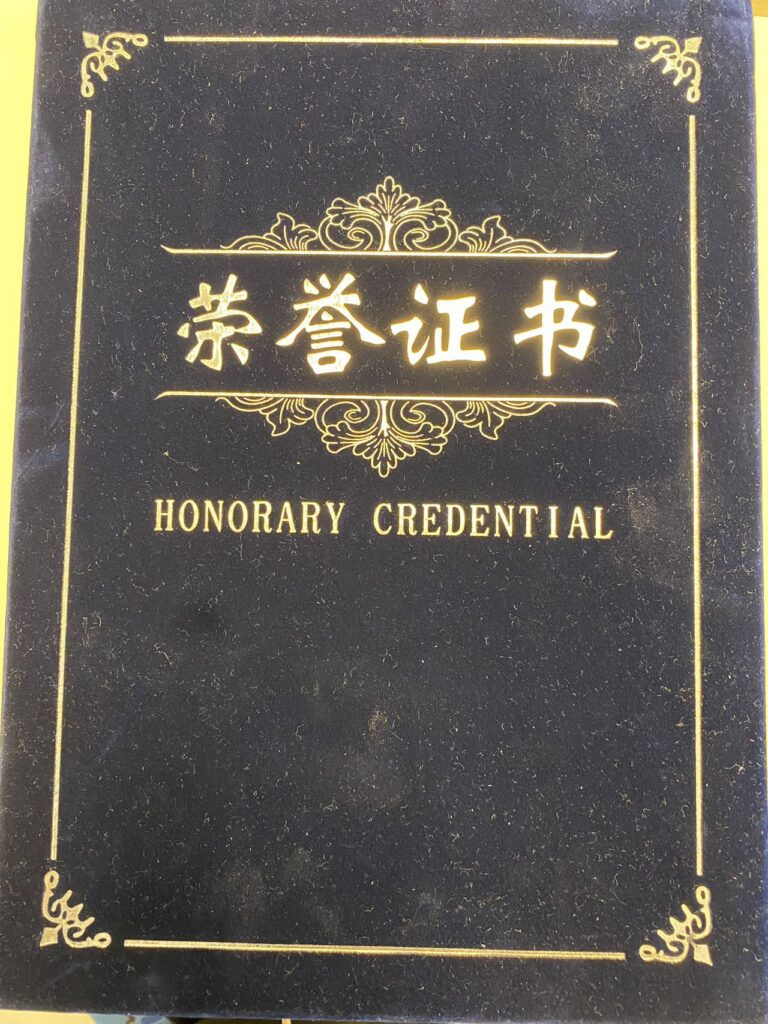 荣誉证书
HONORARY CREDENTIAL